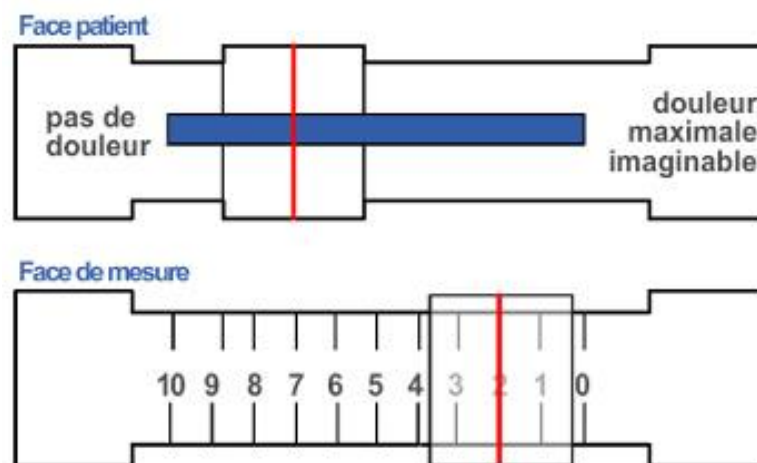 Face patient
pas de
douleur
douleur
maximale
imaginable
Face de mesure
10 9 8 7 6 5 4 3 2 1 0